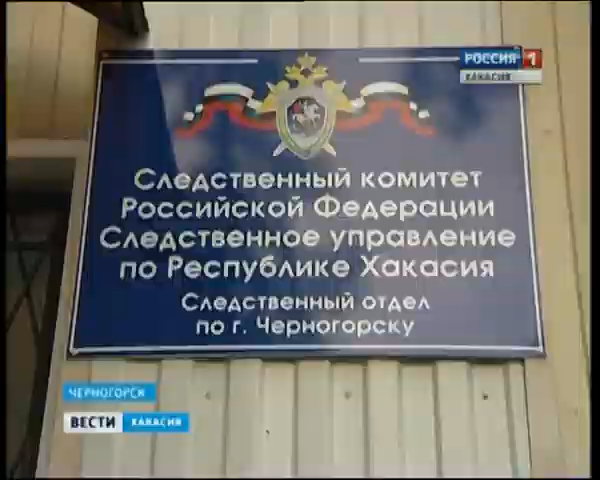 РОССИЯ 1
ХАКАСИЯ
Следственный комитет
Российской Федерации
Следственное управление
по Республике Хакасия
Следственный отдел
по г. Черногорску
ЧЕРНОГОРСК
ВЕСТИ ХАКАСИЯ